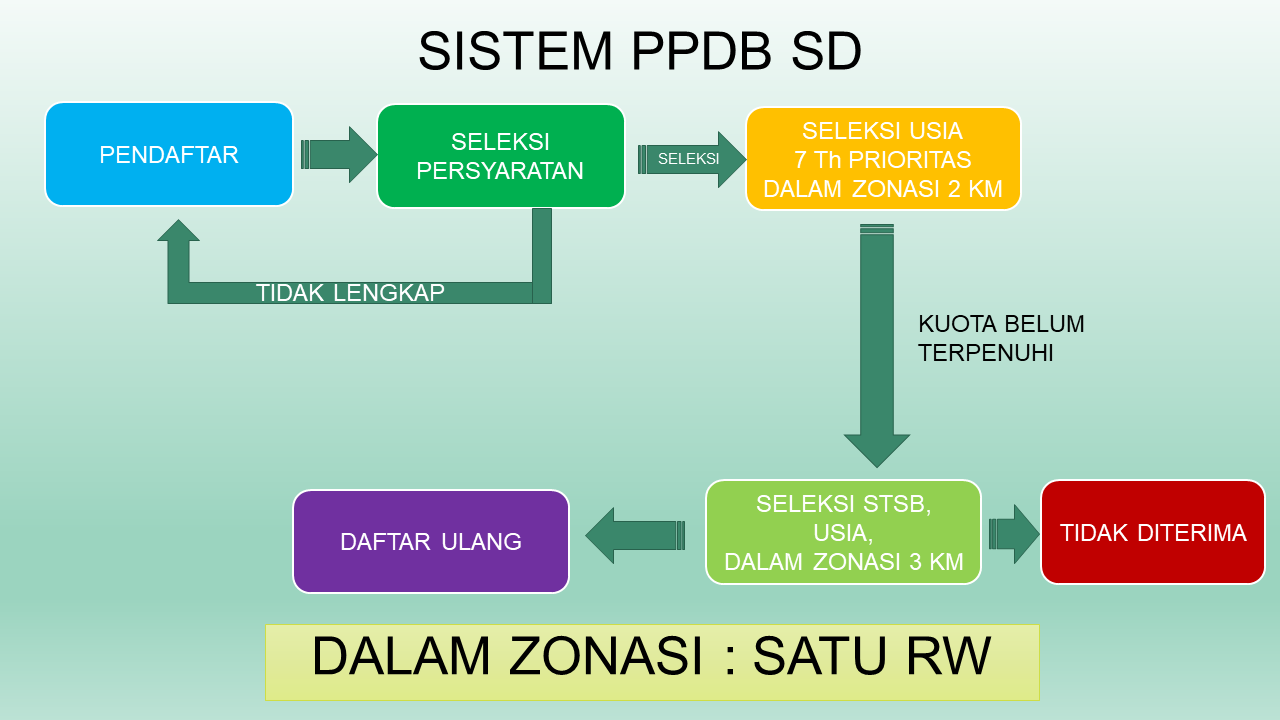 SISTEM PPDB SD
PENDAFTAR
SELEKSI
PERSYARATAN
SELEKSI
SELEKSI USIA
7 Th PRIORITAS
DALAM ZONASI 2 KM
TIDAK LENGKAP
KUOTA BELUM
TERPENUHI
DAFTAR ULANG
SELEKSI STSB,
USIA,
DALAM ZONASI 3 KM
TIDAK DITERIMA
DALAM ZONASI : SATU RW